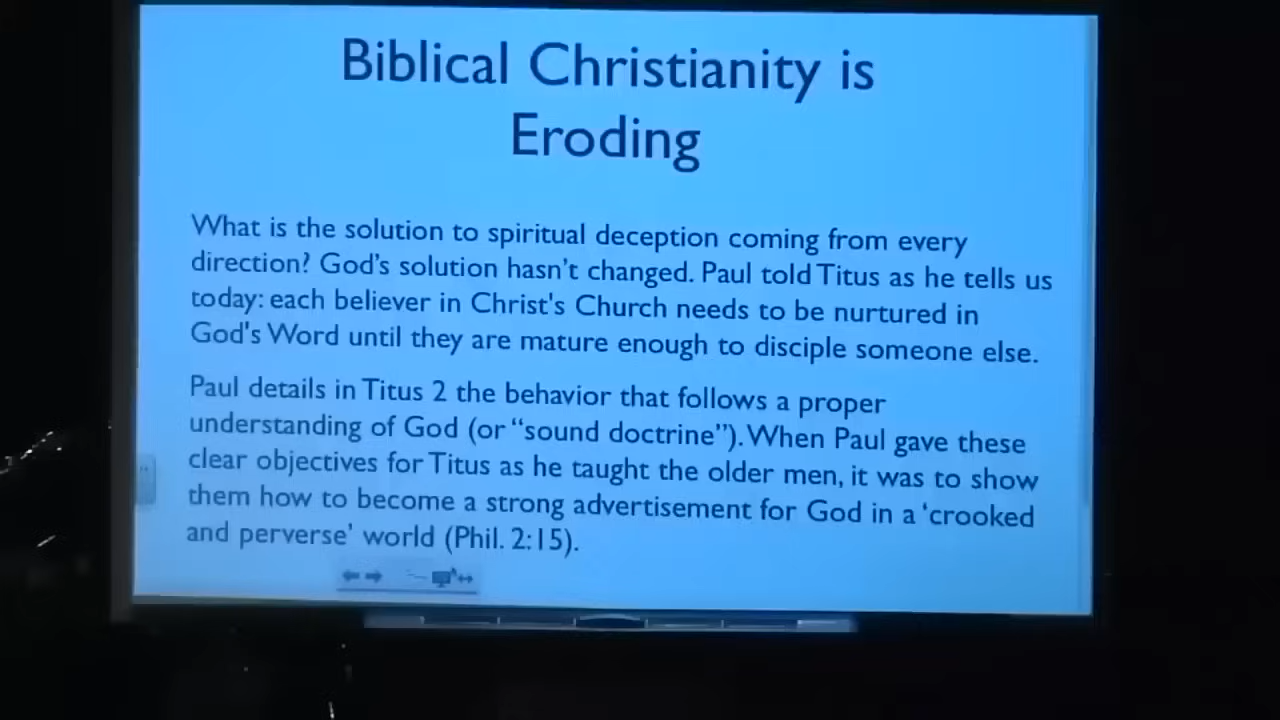 Biblical Christianity is
Eroding
What is the solution to spiritual deception coming from every
direction? God's solution hasn't changed. Paul told Titus as he tells us
today: each believer in Christ's Church needs to be nurtured in
God's Word until they are mature enough to disciple someone else.
Paul details in Titus 2 the behavior that follows a proper
understanding of God (or “sound doctrine”). When Paul gave these
clear objectives for Titus as he taught the older men, it was to show
them how to become a strong advertisement for God in a ‘crooked
and perverse’ world (Phil. 2:15).